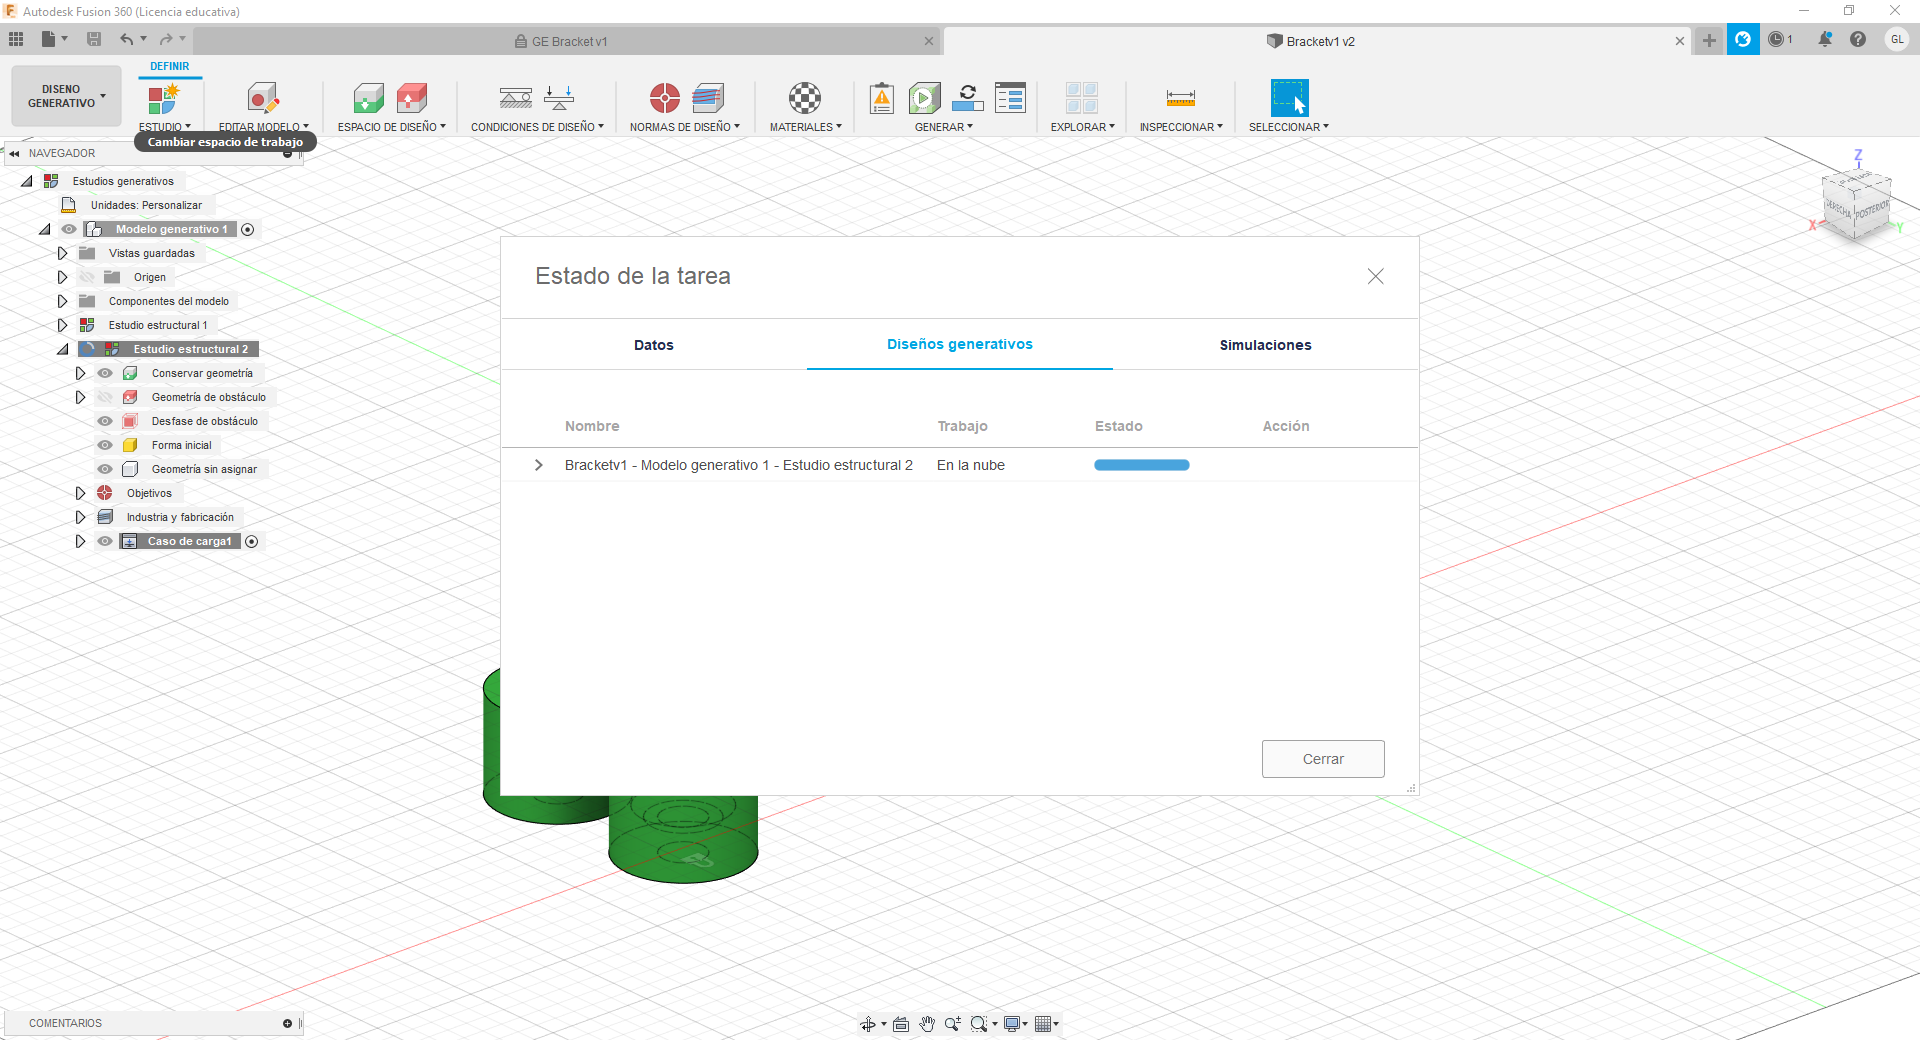 Autodesk Fusion 360 (Licencia educativa)
GE Bracket v1
Bracketv1 v2
1
GL
DISEÑO
GENERATIVO
DEFINIR
ESTUDIO
EDITAR MODELO
ESPACIO DE DISEÑO
CONDICIONES DE DISEÑO
NORMAS DE DISEÑO
MATERIALES
GENERAR
EXPLORAR
INSPECCIONAR
SELECCIONAR
Cambiar espacio de trabajo
NAVEGADOR
Estudios generativos
Unidades: Personalizar
Modelo generativo 1
Vistas guardadas
Origen
Componentes del modelo
Estudio estructural 1
Estudio estructural 2
Conservar geometría
Geometría de obstáculo
Desfase de obstáculo
Forma inicial
Geometría sin asignar
Objetivos
Industria y fabricación
Caso de carga1
Z
DERECHA
POSTERIOR
X
Y
Estado de la tarea
Datos
Diseños generativos
Simulaciones
Nombre
Trabajo
Estado
Acción
Bracketv1 - Modelo generativo 1 - Estudio estructural 2
En la nube
Cerrar
COMENTARIOS